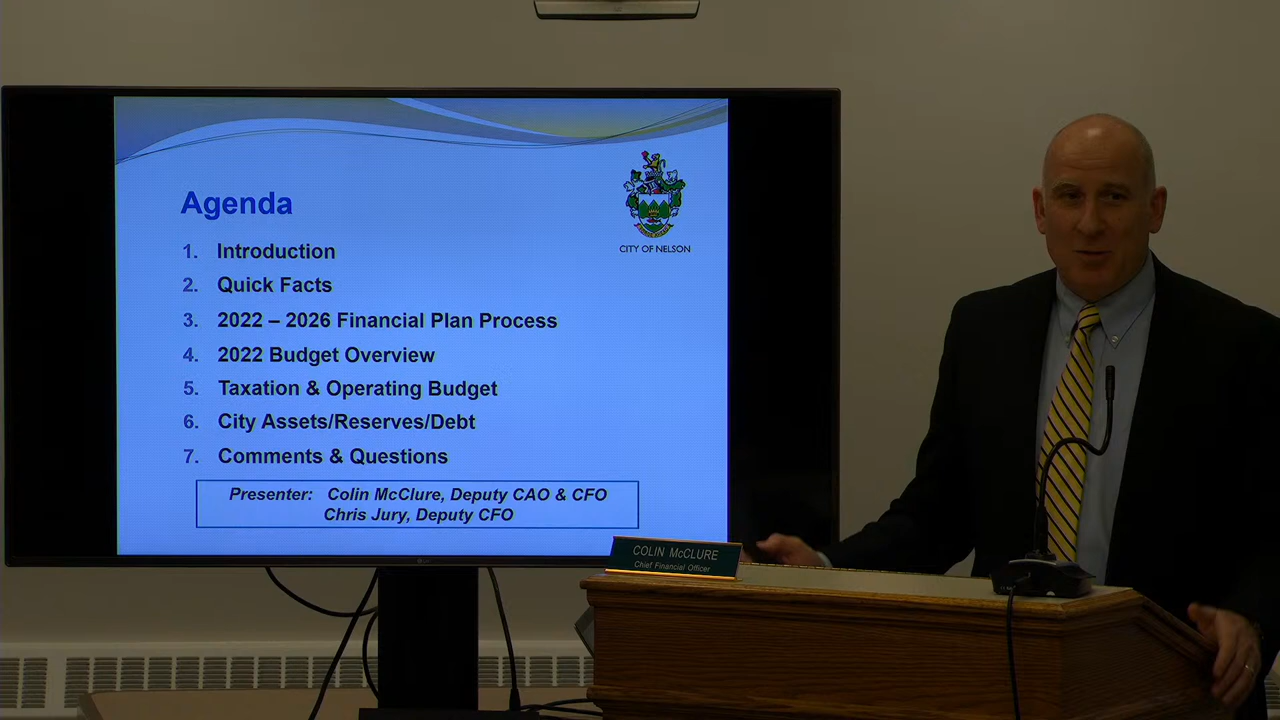 Agenda
CITY OF NELSON
1. Introduction
2. Quick Facts
3. 2022 – 2026 Financial Plan Process
4. 2022 Budget Overview
5. Taxation & Operating Budget
6. City Assets/Reserves/Debt
7. Comments & Questions
Presenter: Colin McClure, Deputy CAO & CFO
Chris Jury, Deputy CFO
COLIN McCLURE
Chief Financial Officer